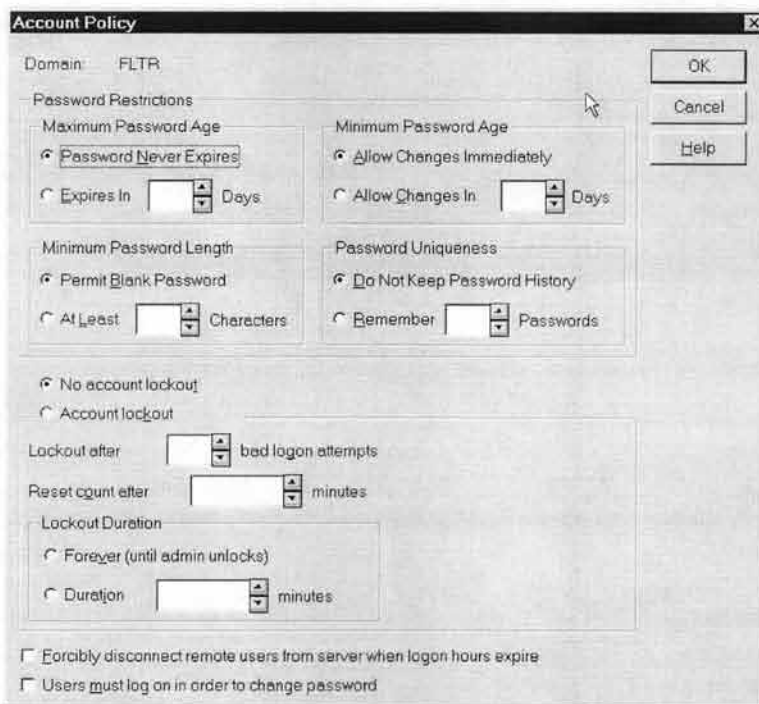 Account Policy
Domain: FLTR
OK
Cancel
Help
Password Restrictions
Maximum Password Age
Password Never Expires
Expires In Days
Minimum Password Age
Allow Changes Immediately
Allow Changes In Days
Minimum Password Length
Permit Blank Password
At Least Characters
Password Uniqueness
Do Not Keep Password History
Remember Passwords
No account lockout
Account lockout
Lockout after bad logon attempts
Reset count after minutes
Lockout Duration
Forever (until admin unlocks)
Duration minutes
Forcibly disconnect remote users from server when logon hours expire
Users must log on in order to change password